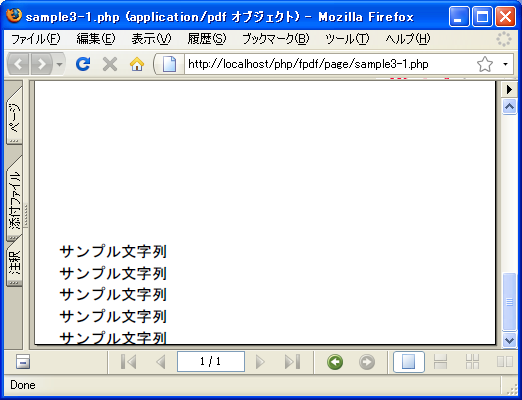 sample3-1.php (application/pdf オブジェクト) - Mozilla Firefox
ファイル(F) 編集(E) 表示(V) 履歴(S) ブックマーク(B) ツール(T) ヘルプ(H)
http://localhost/php/fpdf/page/sample3-1.php
ページ
添付ファイル
注釈
サンプル文字列
サンプル文字列
サンプル文字列
サンプル文字列
サンプル文字列
1 / 1
Done